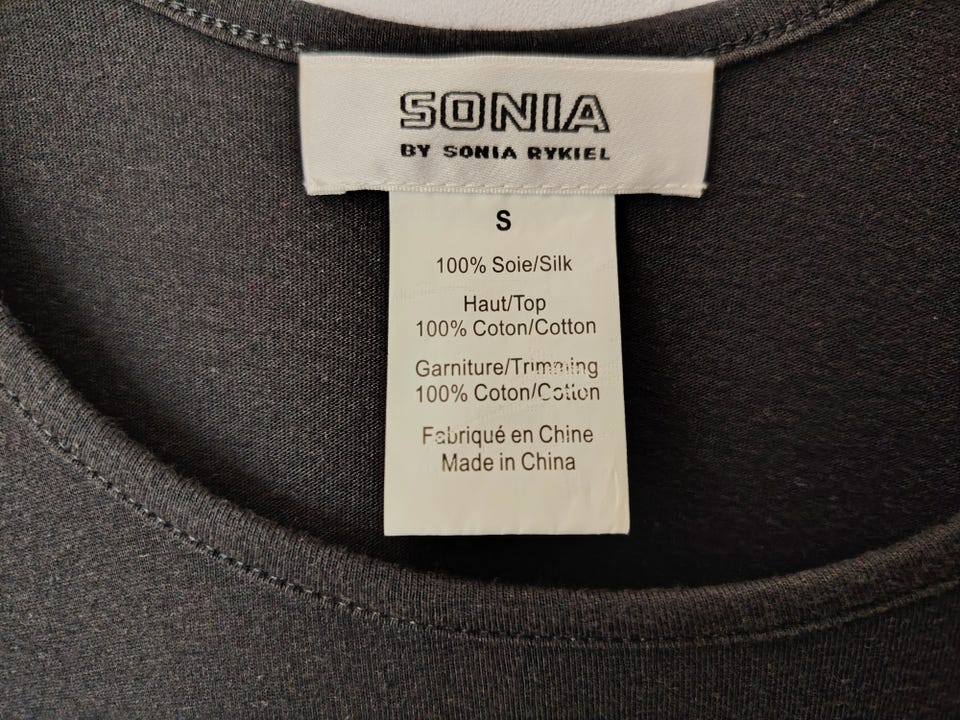 SONIA
BY SONIA RYKIEL
S
100% Soie/Silk
Haut/Top
100% Coton/Cotton
Garniture/Trimming
100% Coton/Cotton
Fabriqué en Chine
Made in China